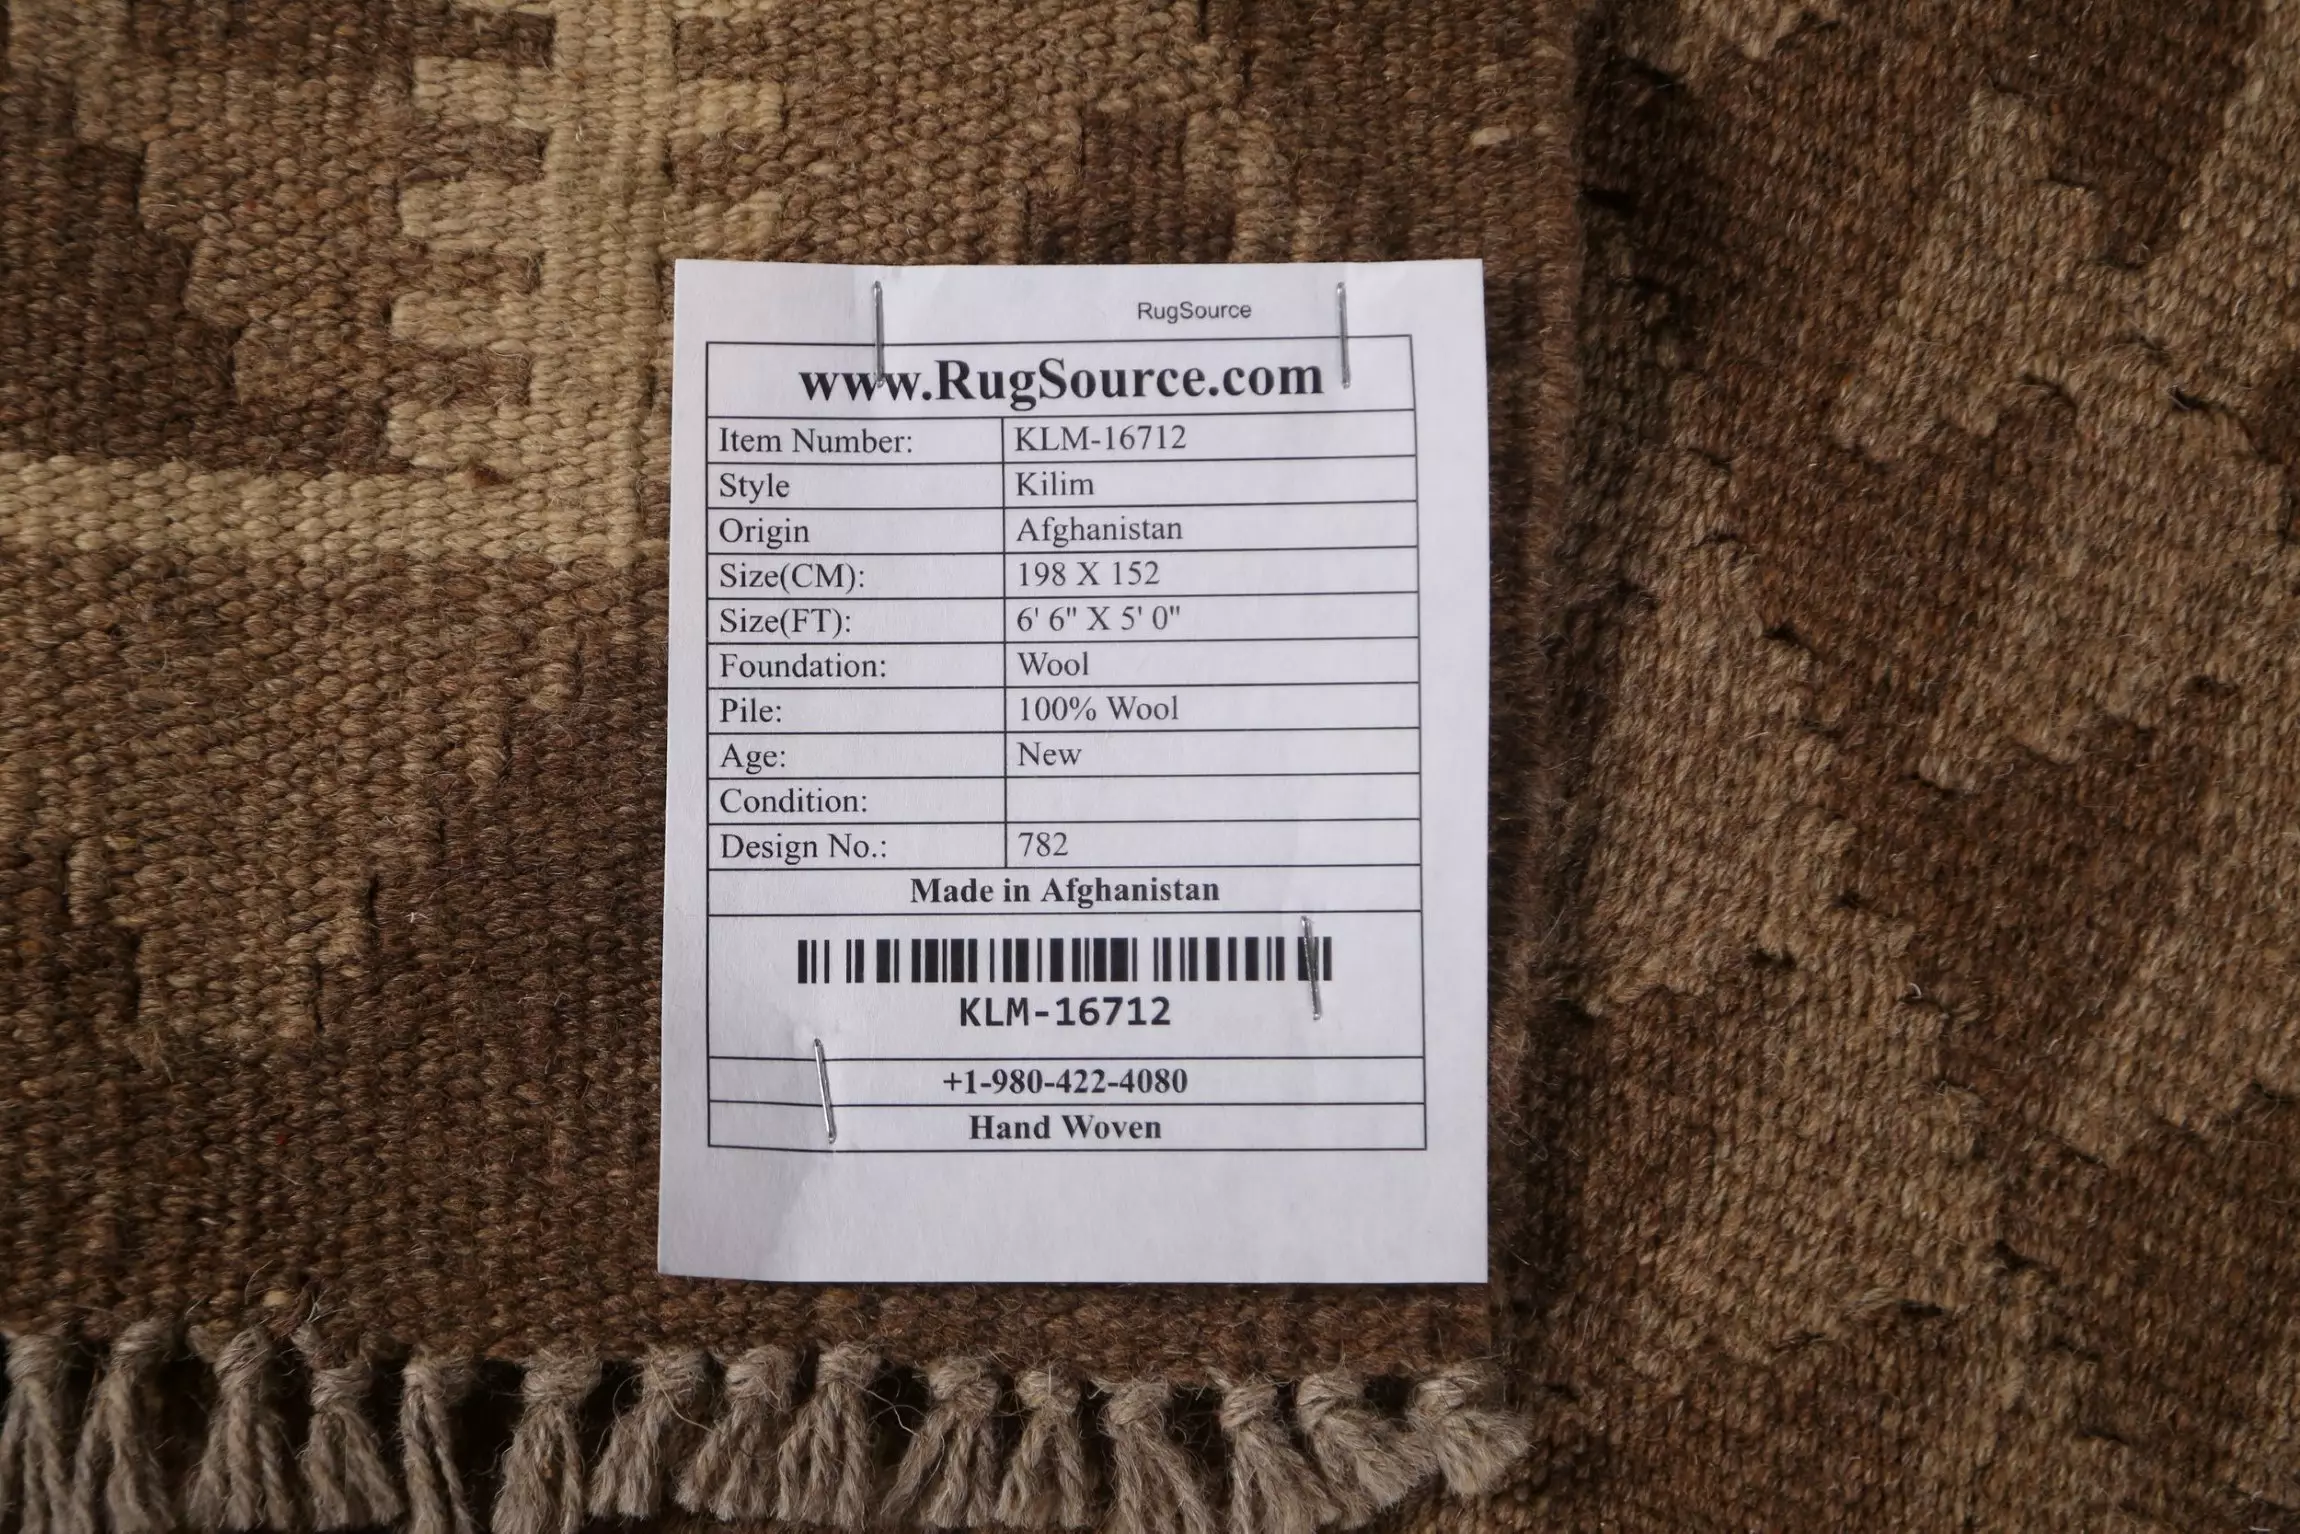 RugSource
www.RugSource.com
Item Number: KLM-16712
Style Kilim
Origin Afghanistan
Size(CM): 198 X 152
Size(FT): 6' 6" X 5' 0"
Foundation: Wool
Pile: 100% Wool
Age: New
Condition:
Design No.: 782
Made in Afghanistan
KLM-16712
+1-980-422-4080
Hand Woven